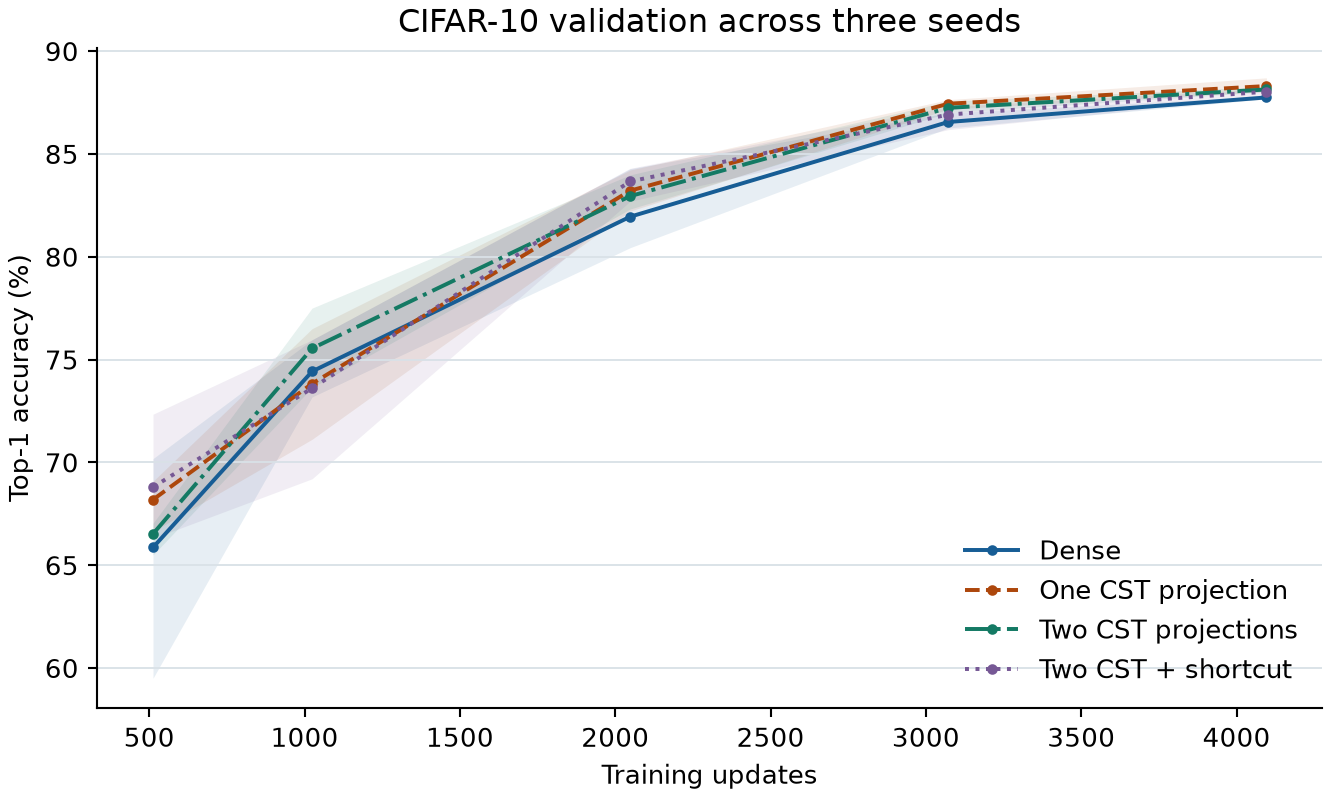 CIFAR-10 validation across three seeds
90
85
80
75
70
65
60
Top-1 accuracy (%)
Dense
One CST projection
Two CST projections
Two CST + shortcut
500 1000 1500 2000 2500 3000 3500 4000
Training updates